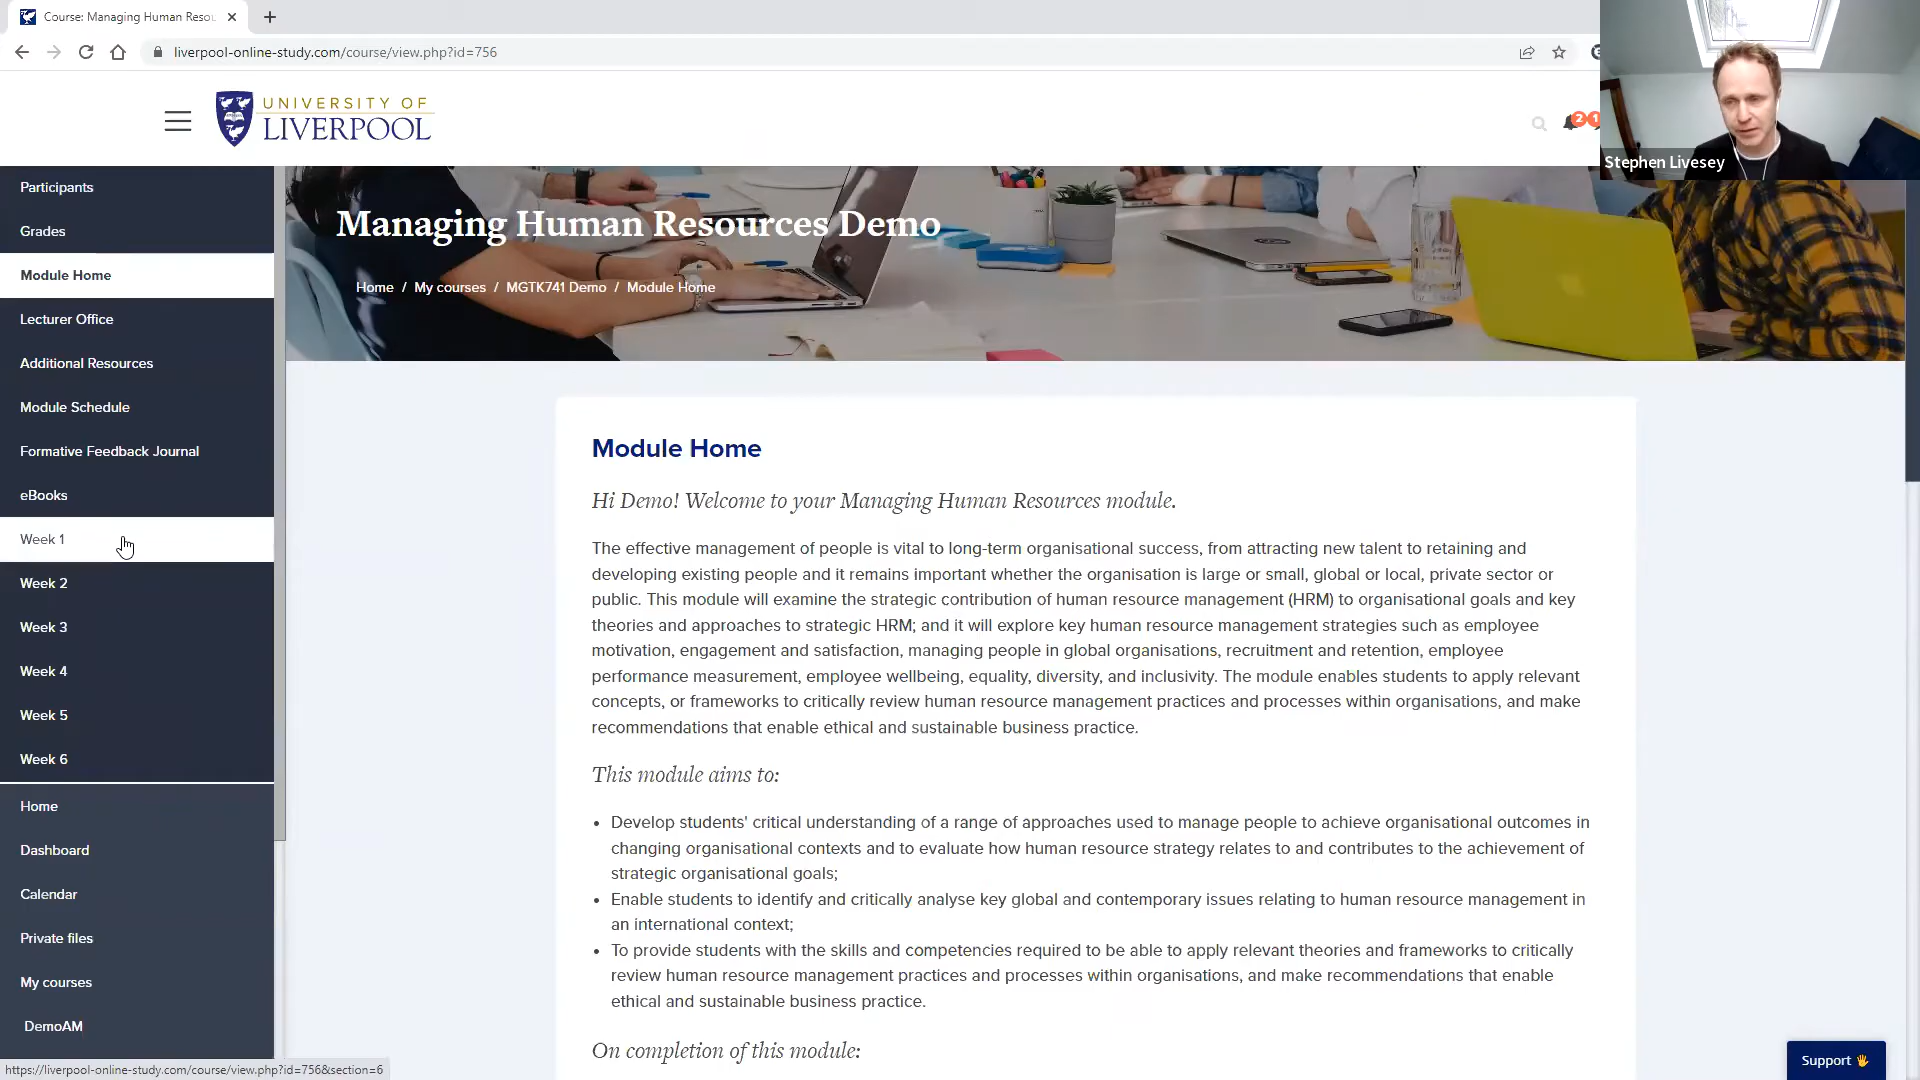 Course: Managing Human Resou
liverpool-online-study.com/course/view.php?id=756
UNIVERSITY OF
LIVERPOOL
2
1
Stephen Livesey
Participants
Grades
Module Home
Lecturer Office
Additional Resources
Module Schedule
Formative Feedback Journal
eBooks
Week 1
Week 2
Week 3
Week 4
Week 5
Week 6
Home
Dashboard
Calendar
Private files
My courses
DemoAM
https://liverpool-online-study.com/course/view.php?id=756&section=6
Managing Human Resources Demo
Home / My courses / MGTK741 Demo / Module Home
Module Home
Hi Demo! Welcome to your Managing Human Resources module.
The effective management of people is vital to long-term organisational success, from attracting new talent to retaining and
developing existing people and it remains important whether the organisation is large or small, global or local, private sector or
public. This module will examine the strategic contribution of human resource management (HRM) to organisational goals and key
theories and approaches to strategic HRM; and it will explore key human resource management strategies such as employee
motivation, engagement and satisfaction, managing people in global organisations, recruitment and retention, employee
performance measurement, employee wellbeing, equality, diversity, and inclusivity. The module enables students to apply relevant
concepts, or frameworks to critically review human resource management practices and processes within organisations, and make
recommendations that enable ethical and sustainable business practice.
This module aims to:
• Develop students' critical understanding of a range of approaches used to manage people to achieve organisational outcomes in
changing organisational contexts and to evaluate how human resource strategy relates to and contributes to the achievement of
strategic organisational goals;
• Enable students to identify and critically analyse key global and contemporary issues relating to human resource management in
an international context;
• To provide students with the skills and competencies required to be able to apply relevant theories and frameworks to critically
review human resource management practices and processes within organisations, and make recommendations that enable
ethical and sustainable business practice.
On completion of this module:
Support